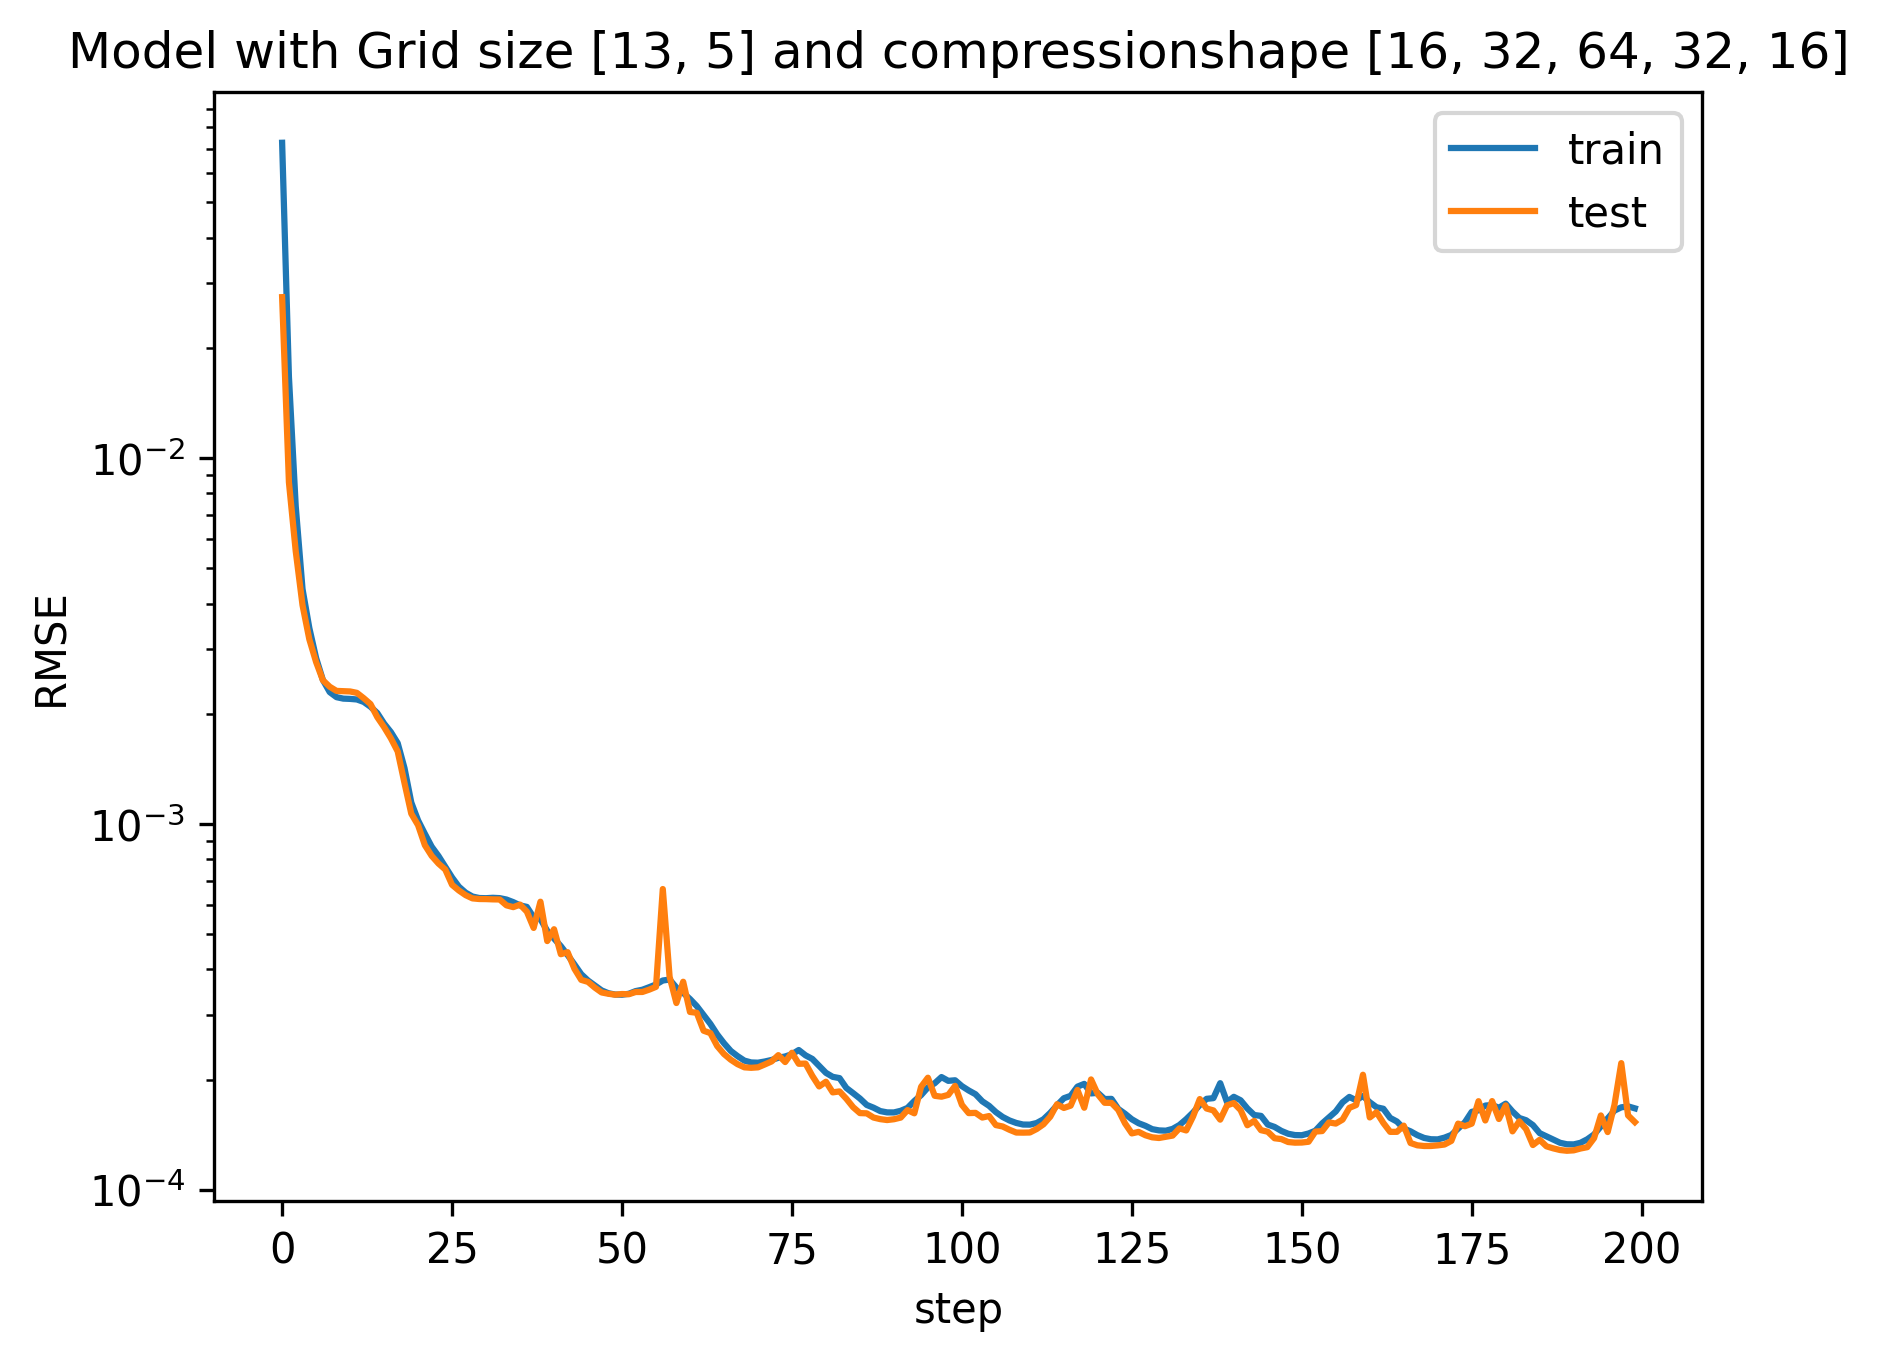 Model with Grid size [13, 5] and compressionshape [16, 32, 64, 32, 16]
train
test
RMSE
10⁻²
10⁻³
10⁻⁴
0 25 50 75 100 125 150 175 200
step